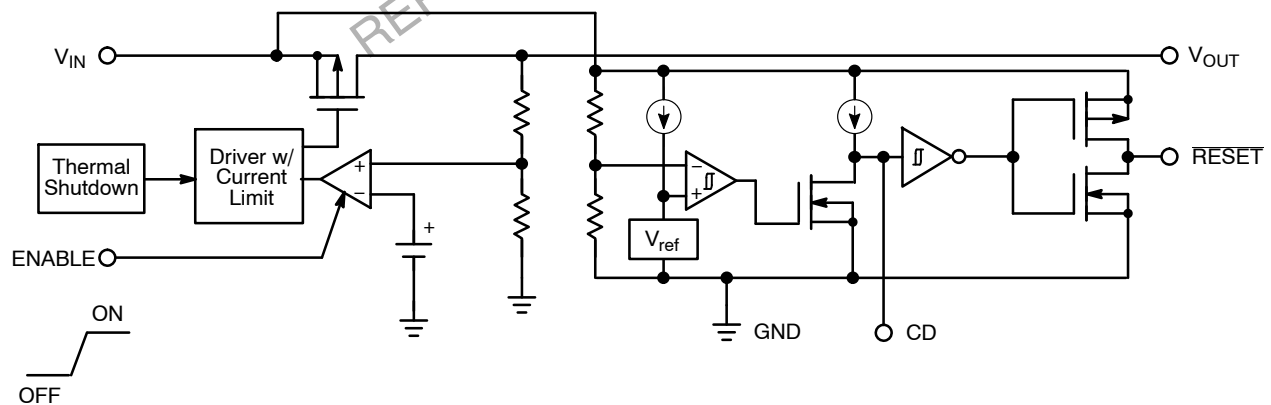 V_IN
V_OUT
Thermal
Shutdown
Driver w/
Current
Limit
+
−
+
ENABLE
ON
OFF
−
+
V_ref
GND
CD
RESET